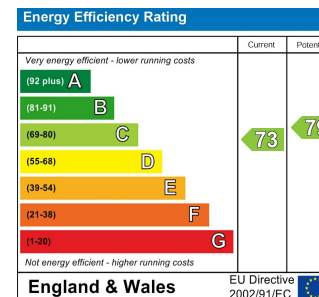 Energy Efficiency Rating
Current
Very energy efficient - lower running costs
(92 plus) A
(81-91) B
(69-80) C
73
(55-68) D
(39-54) E
(21-38) F
(1-20) G
Not energy efficient - higher running costs
England & Wales
EU Directive
2002/91/EC